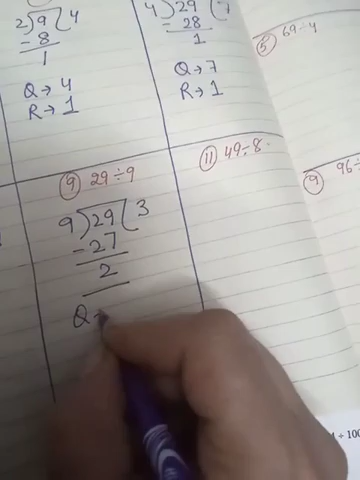 2)9(4
- 8
1
Q → 4
R → 1
4)29(7
- 28
1
Q → 7
R → 1
⑤ 69÷4
⑨ 29÷9
9)29(3
- 27
2
Q →
⑪ 49÷8
⑨ 96÷
÷ 100